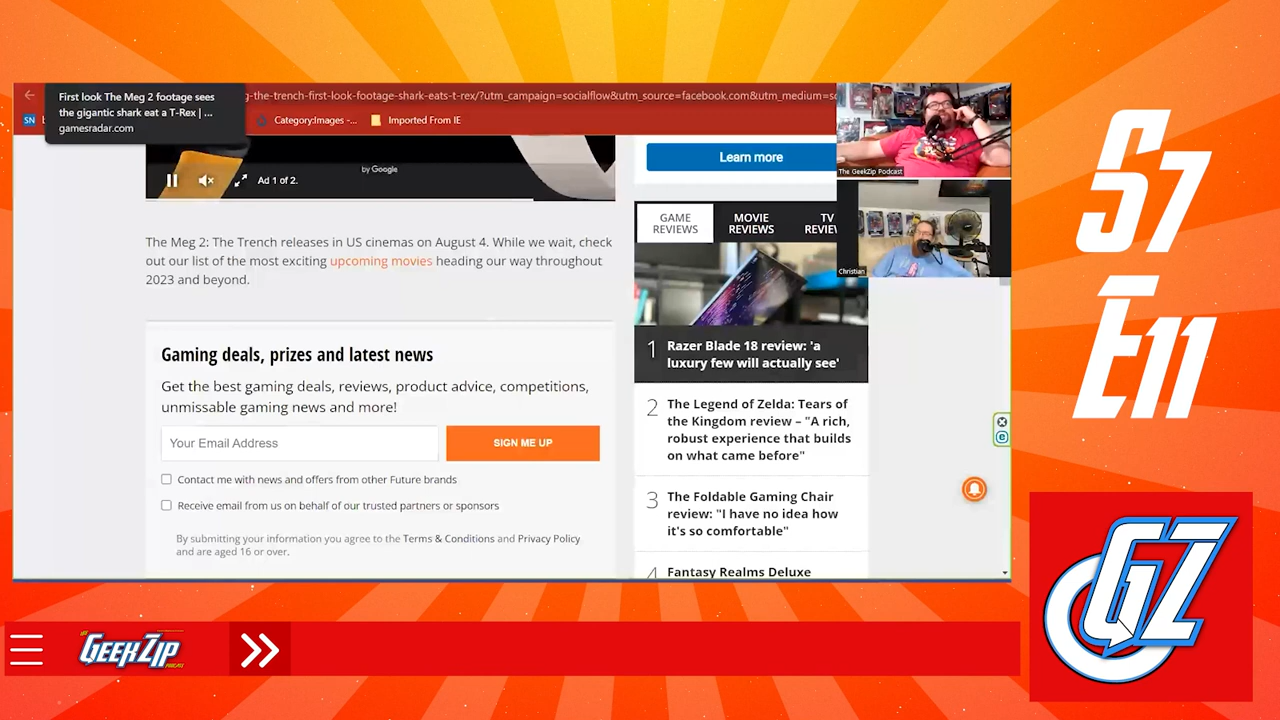 First look The Meg 2 footage sees
the gigantic shark eat a T-Rex | ...
gamesradar.com
g-the-trench-first-look-footage-shark-eats-t-rex/?utm_campaign=socialflow&utm_source=facebook.com&utm_medium=so
SN
Category:Images -...
Imported From IE
The GeekZip Podcast
Christian
by Google
Ad 1 of 2.
Learn more
GAME
REVIEWS
MOVIE
REVIEWS
TV
REVIEW
The Meg 2: The Trench releases in US cinemas on August 4. While we wait, check
out our list of the most exciting upcoming movies heading our way throughout
2023 and beyond.
Gaming deals, prizes and latest news
Get the best gaming deals, reviews, product advice, competitions,
unmissable gaming news and more!
Your Email Address
SIGN ME UP
Contact me with news and offers from other Future brands
Receive email from us on behalf of our trusted partners or sponsors
By submitting your information you agree to the Terms & Conditions and Privacy Policy
and are aged 16 or over.
1
Razer Blade 18 review: 'a
luxury few will actually see'
2
The Legend of Zelda: Tears of
the Kingdom review – "A rich,
robust experience that builds
on what came before"
3
The Foldable Gaming Chair
review: "I have no idea how
it's so comfortable"
4
Fantasy Realms Deluxe
S7
E11
GEEKZIP
GZ